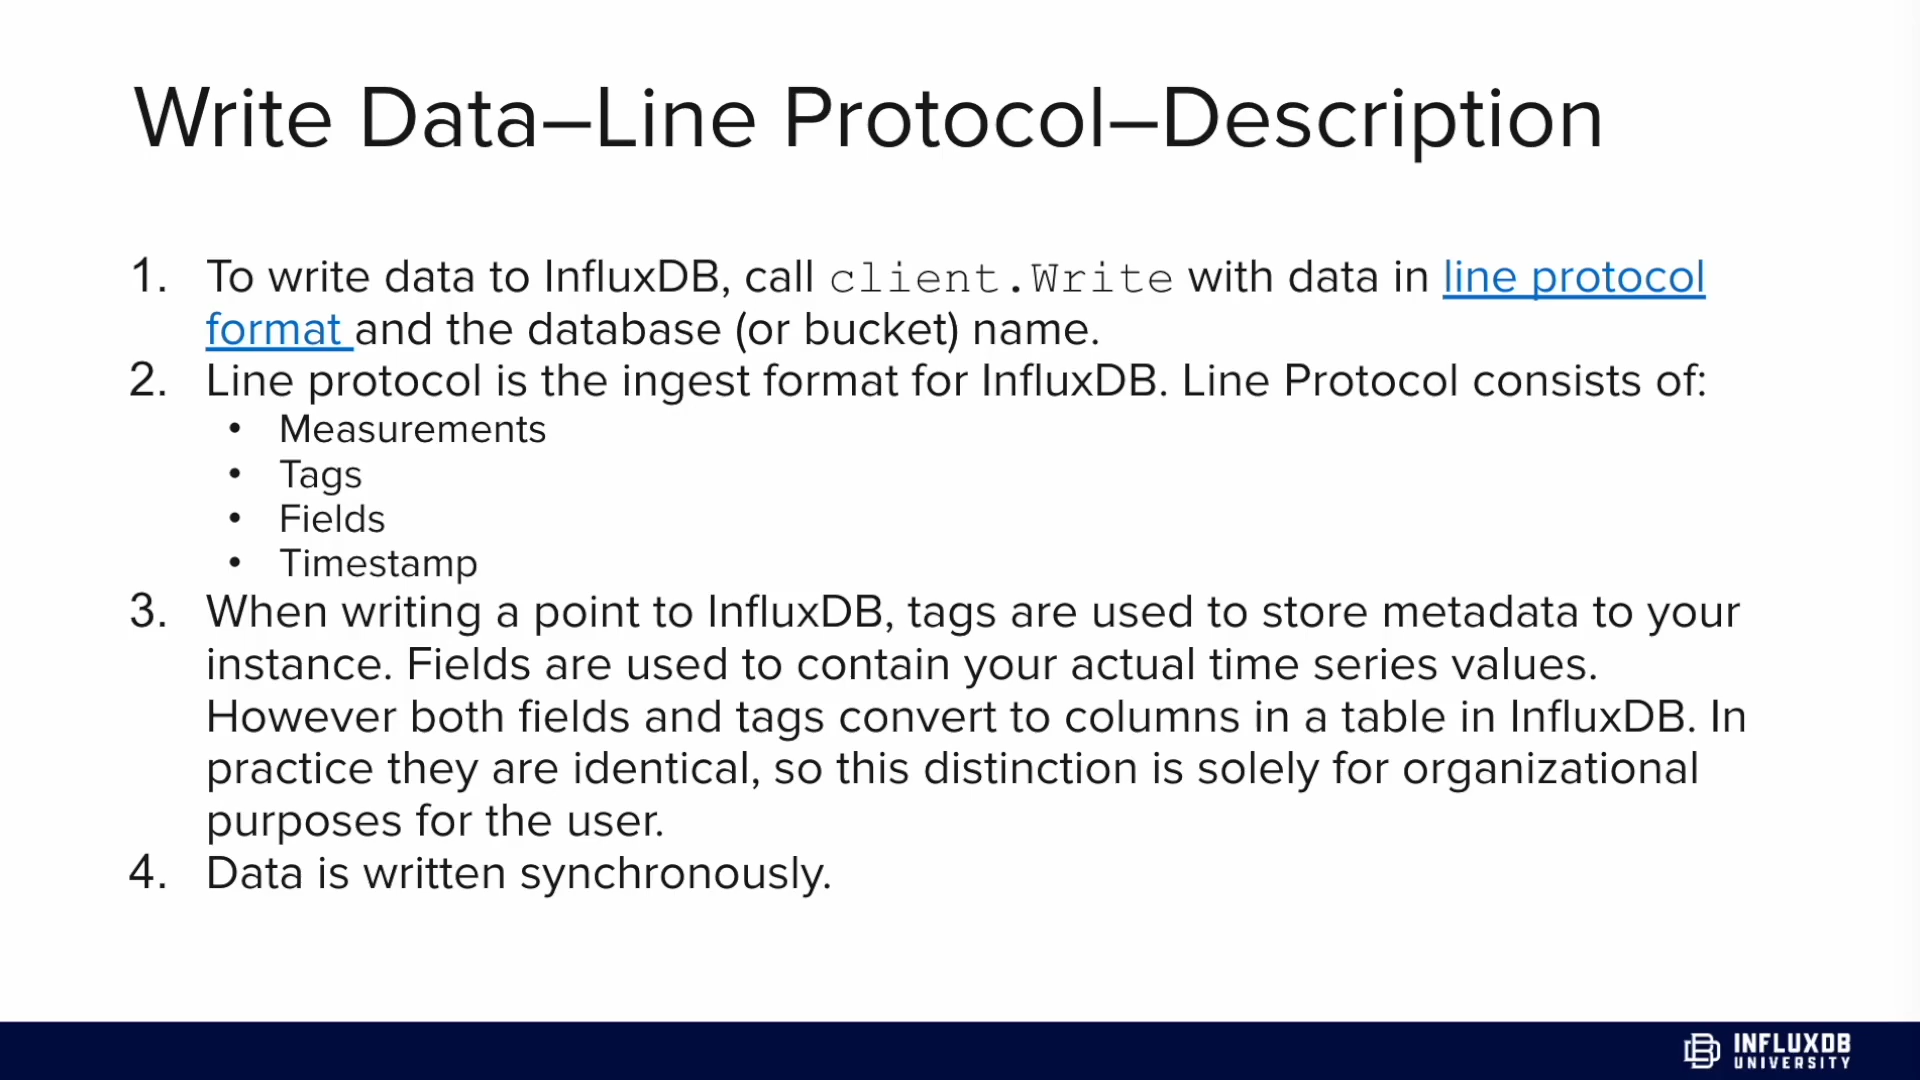 Write Data–Line Protocol–Description
1. To write data to InfluxDB, call client.Write with data in line protocol
format and the database (or bucket) name.
2. Line protocol is the ingest format for InfluxDB. Line Protocol consists of:
• Measurements
• Tags
• Fields
• Timestamp
3. When writing a point to InfluxDB, tags are used to store metadata to your
instance. Fields are used to contain your actual time series values.
However both fields and tags convert to columns in a table in InfluxDB. In
practice they are identical, so this distinction is solely for organizational
purposes for the user.
4. Data is written synchronously.
INFLUXDB
UNIVERSITY